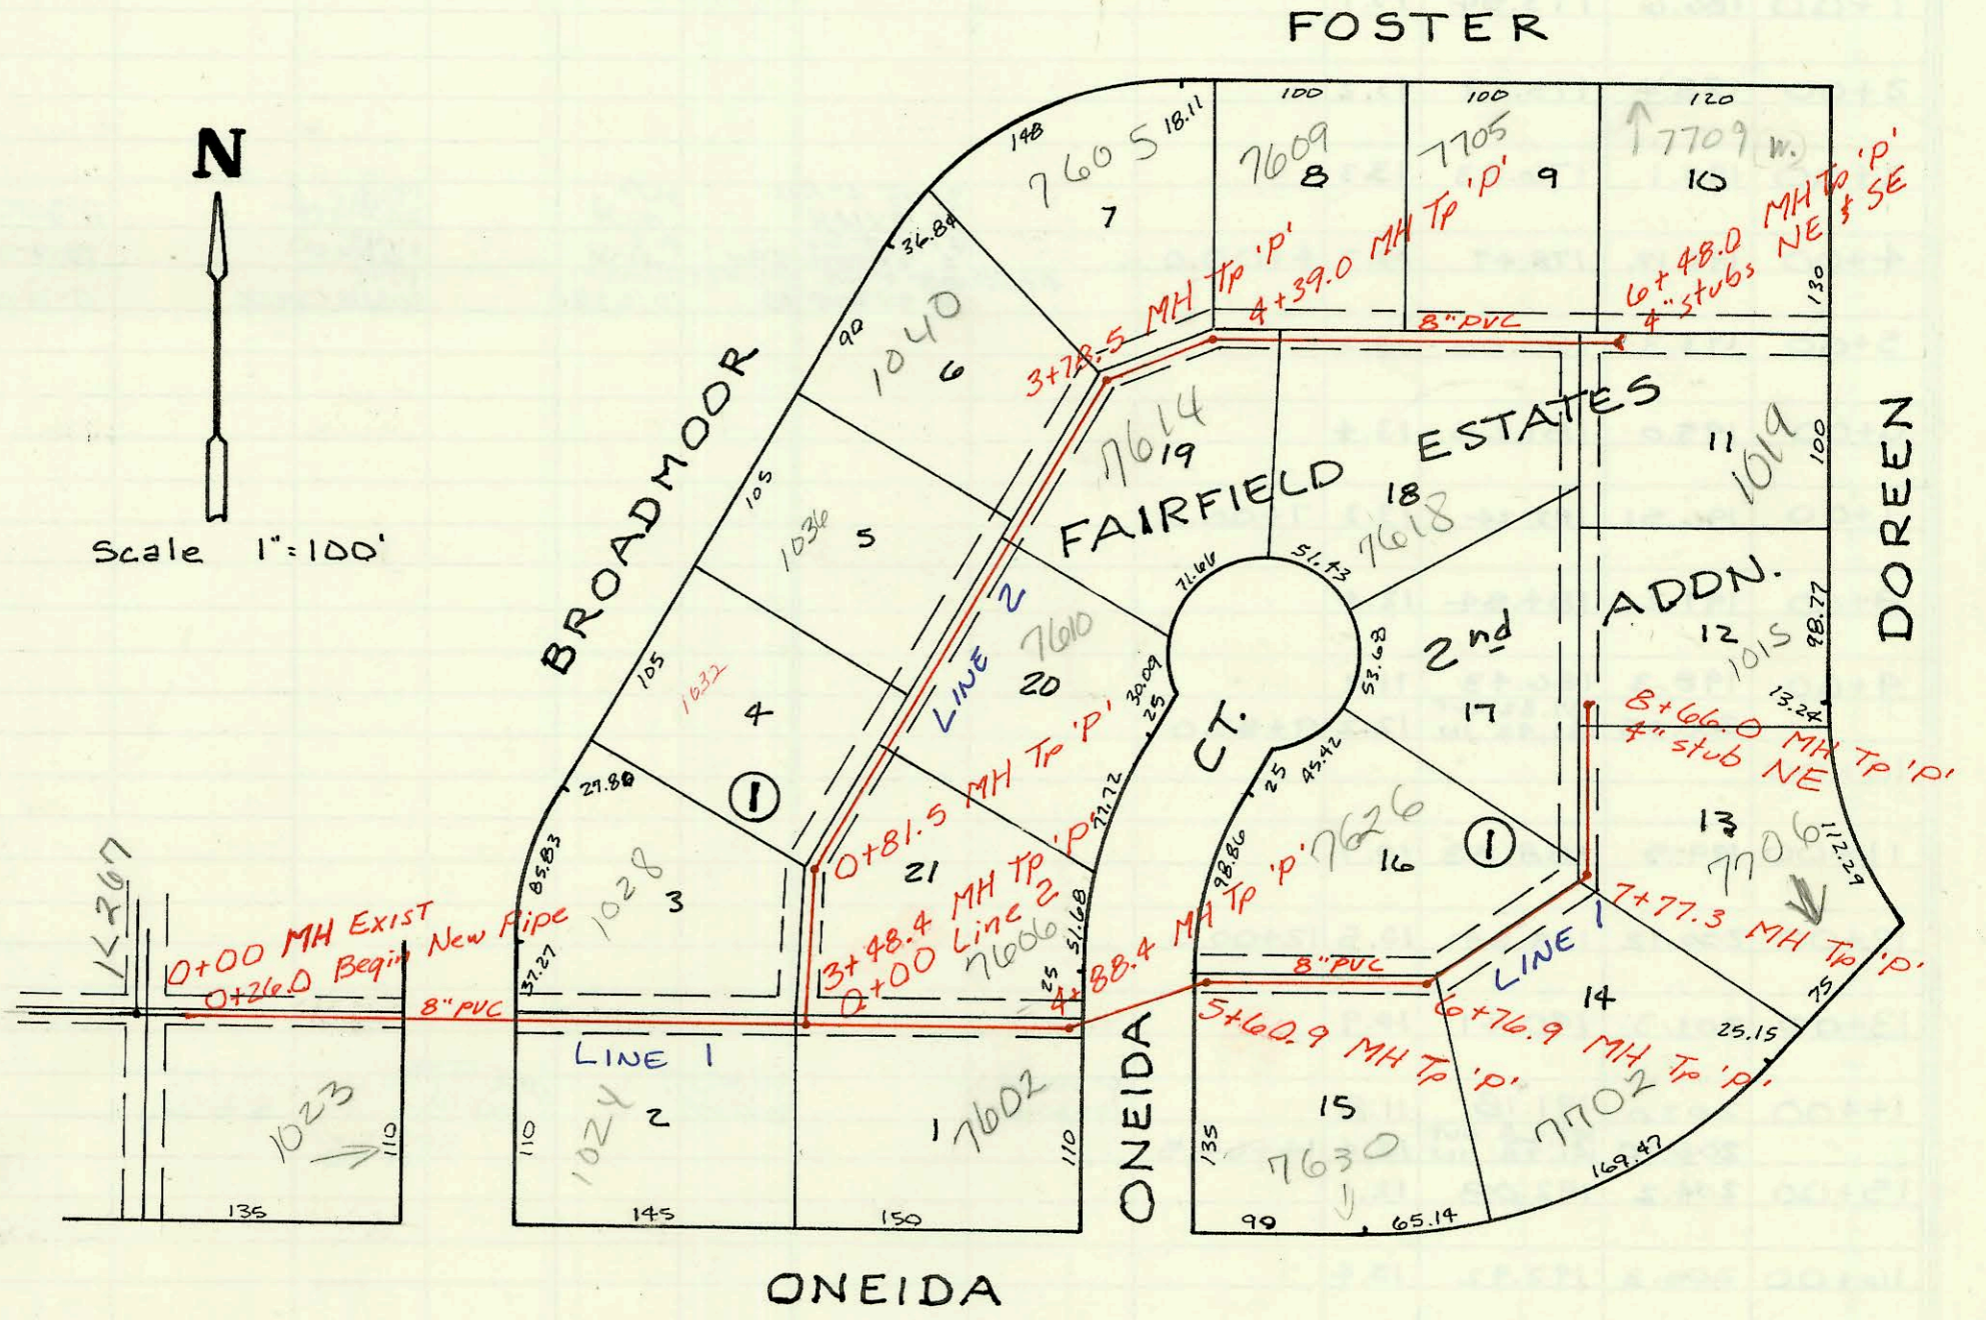 FOSTER
N
Scale 1"=100'
BROADMOOR
DOREEN
ONEIDA
ONEIDA CT.
FAIRFIELD ESTATES
2nd ADDN.
148
18.11
7605
7
100
7609
8
100
7705
9
120
7709 (W.)
10
130
36.84
90
1040
6
105
1036
5
105
1632
4
29.80
1
85.83
37.27
1028
3
K267
0+00 MH EXIST
0+26.0 Begin New Pipe
8" PVC
LINE 1
1023
110
135
110
1024
2
145
1
7602
110
150
LINE 2
0+81.5 MH Tp 'P'
3+48.4 MH Tp 'P'
0+00 Line 2
21
7606
25
51.68
77.72
25
30.09
7610
20
3+78.5 MH Tp 'P'
4+39.0 MH Tp 'P'
8" PVC
6+48.0 MH Tp 'P'
4" stubs NE & SE
7614
19
71.66
51.43
18
7618
53.63
17
45.42
25
98.86
11
1019
100
12
1015
98.77
13.24
8+66.0 MH Tp 'P'
4" stub NE
13
7706
112.29
7626
16
1
4+88.4 MH Tp 'P'
8" PVC
5+60.9 MH Tp 'P'
6+76.9 MH Tp 'P'
LINE 1
7+77.3 MH Tp 'P'
14
75
25.15
7702
169.47
15
7630
135
90
65.14